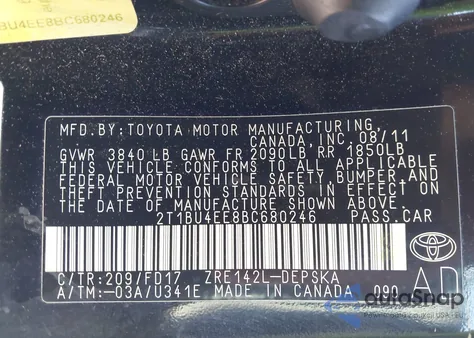 BU4EE8BC680246
MFD.BY:TOYOTA MOTOR MANUFACTURING
CANADA, INC. 08/11
GVWR 3840 LB GAWR FR 2090LB RR 1850LB
THIS VEHICLE CONFORMS TO ALL APPLICABLE
FEDERAL MOTOR VEHICLE SAFETY,BUMPER,AND
THEFT PREVENTION STANDARDS IN EFFECT ON
THE DATE OF MANUFACTURE SHOWN ABOVE.
2T1BU4EE8BC680246 PASS.CAR
C/TR:209/FD17 ZRE142L-DEPSKA
A/TM:-03A/U341E MADE IN CANADA 090 AD
TOYOTA